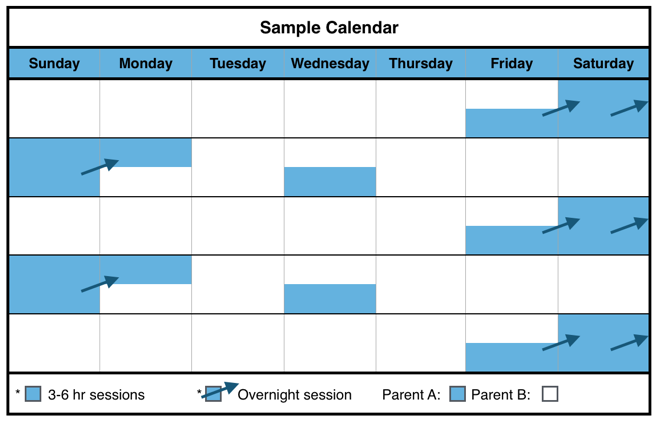 Sample Calendar
Sunday Monday Tuesday Wednesday Thursday Friday Saturday
* 3-6 hr sessions * Overnight session Parent A: Parent B: